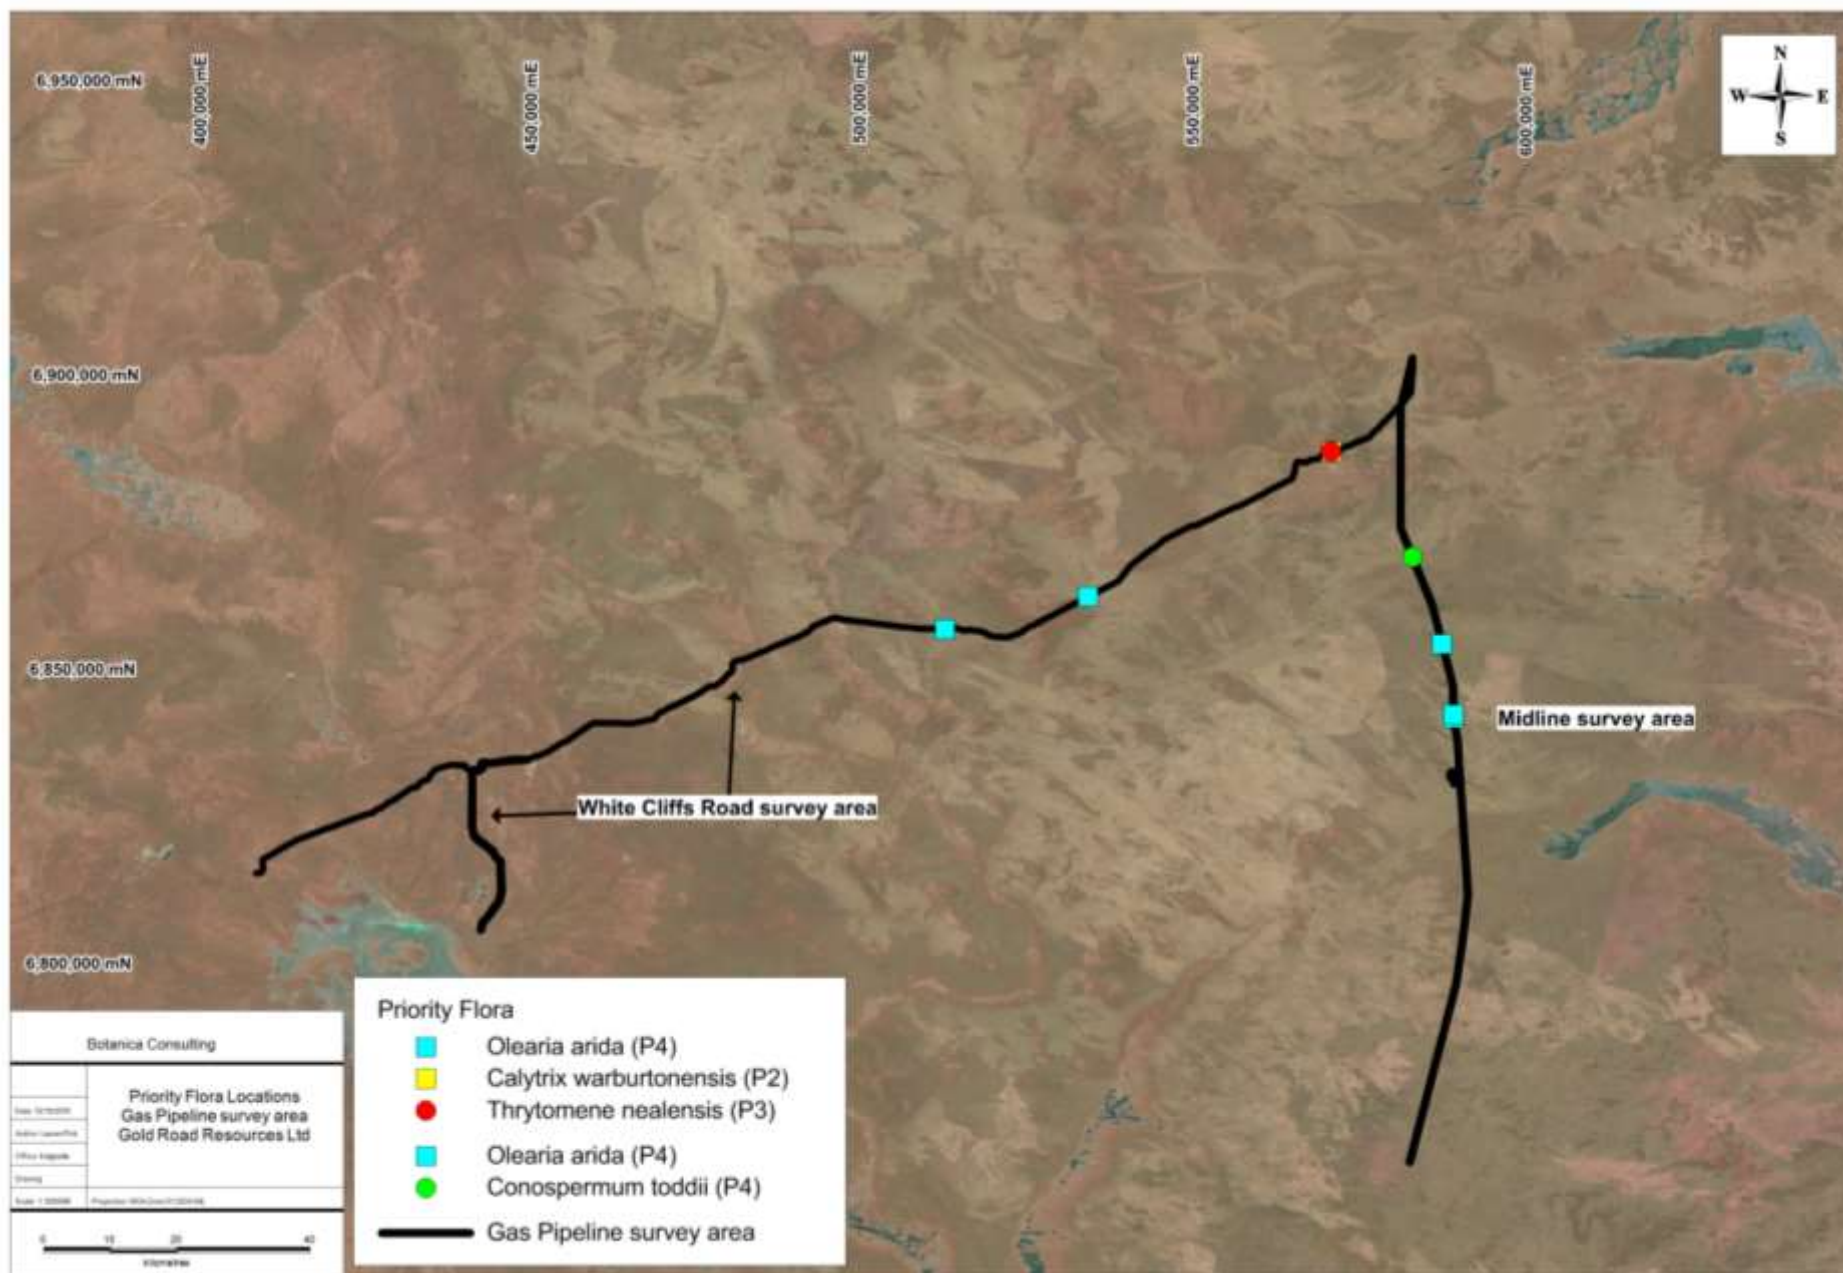 6,950,000 mN
400,000 mE
450,000 mE
500,000 mE
550,000 mE
600,000 mE
N
W
E
S
6,900,000 mN
6,850,000 mN
Midline survey area
White Cliffs Road survey area
6,800,000 mN
Priority Flora
Olearia arida (P4)
Calytrix warburtonensis (P2)
Thrytomene nealensis (P3)
Olearia arida (P4)
Conospermum toddii (P4)
Gas Pipeline survey area
Botanica Consulting
Priority Flora Locations
Gas Pipeline survey area
Gold Road Resources Ltd
Drawing
0 10 20 40
kilometres